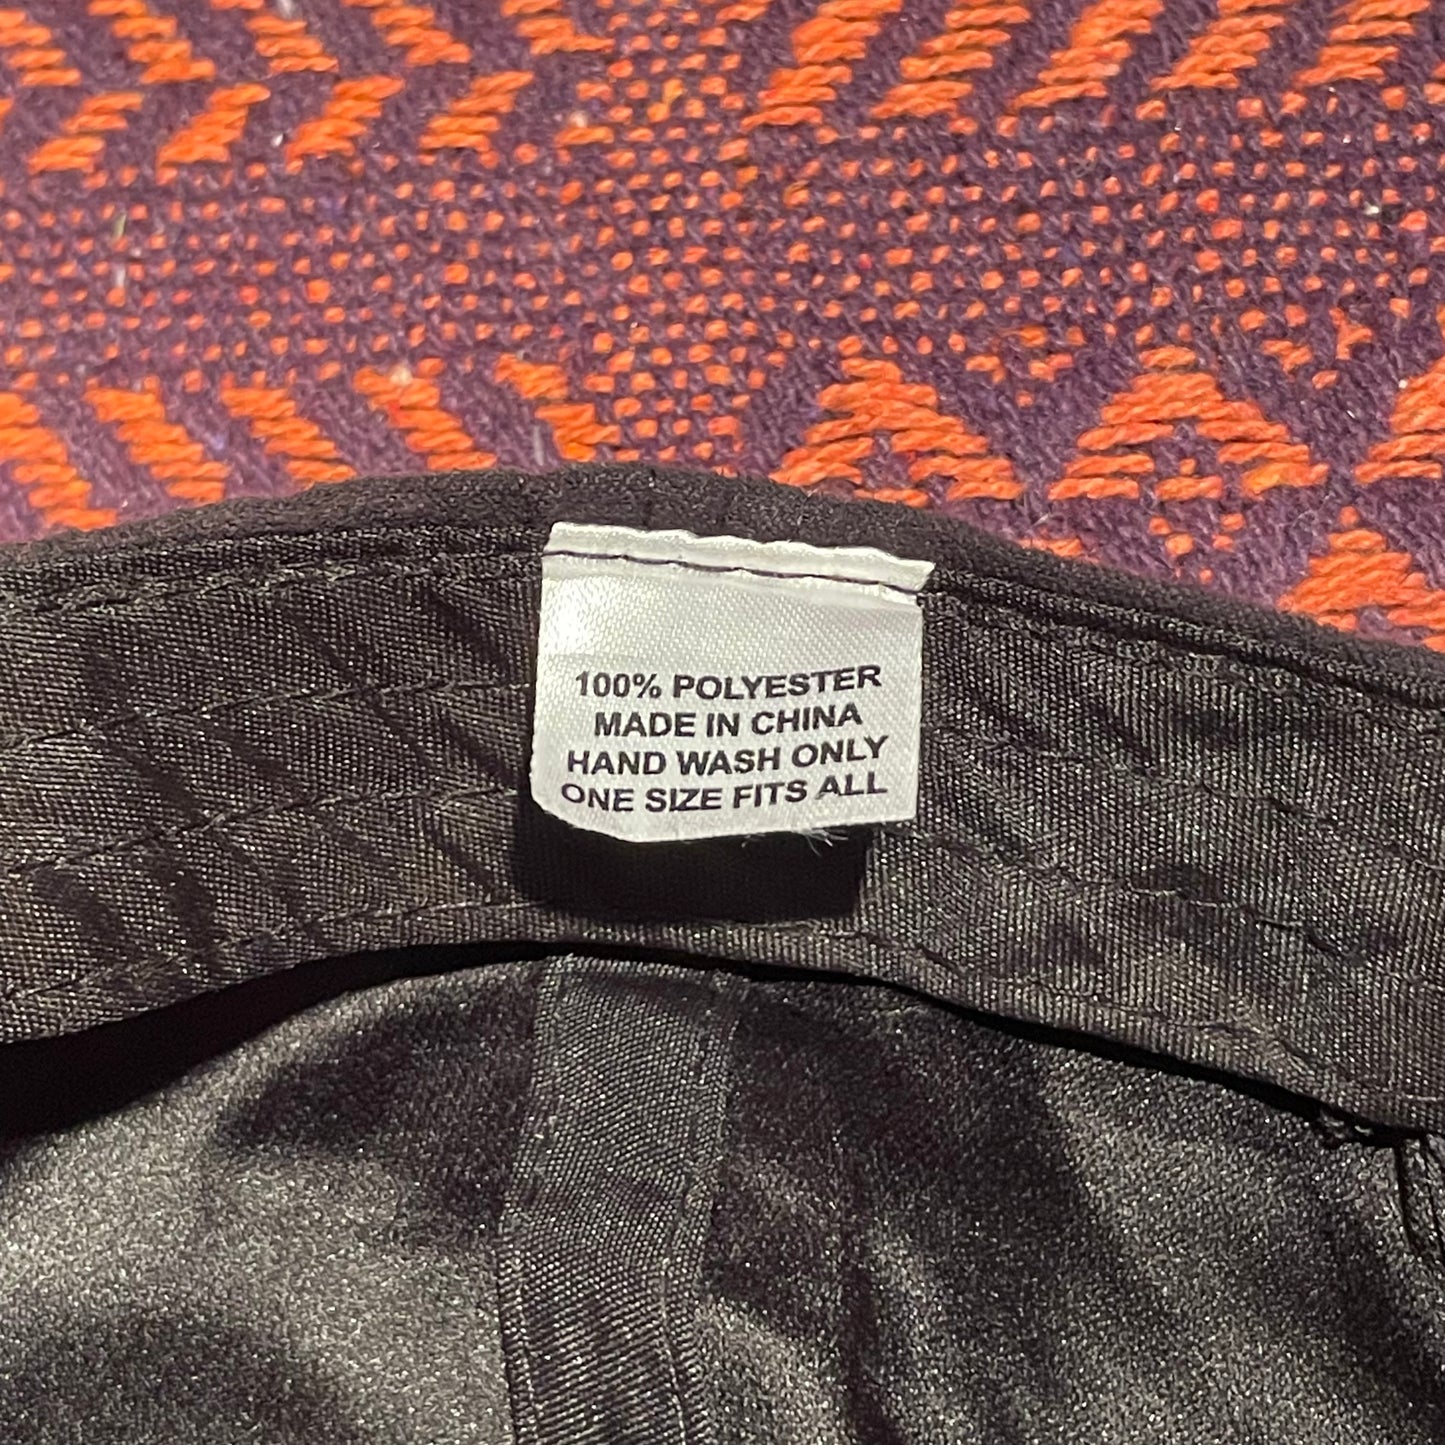 100% POLYESTER
MADE IN CHINA
HAND WASH ONLY
ONE SIZE FITS ALL